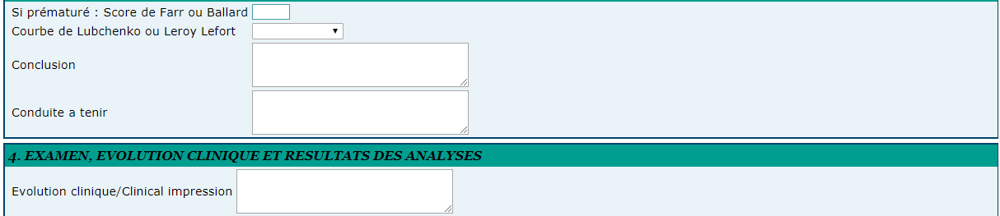 Si prématuré : Score de Farr ou Ballard
Courbe de Lubchenko ou Leroy Lefort
Conclusion
Conduite a tenir
4. EXAMEN, EVOLUTION CLINIQUE ET RESULTATS DES ANALYSES
Evolution clinique/Clinical impression